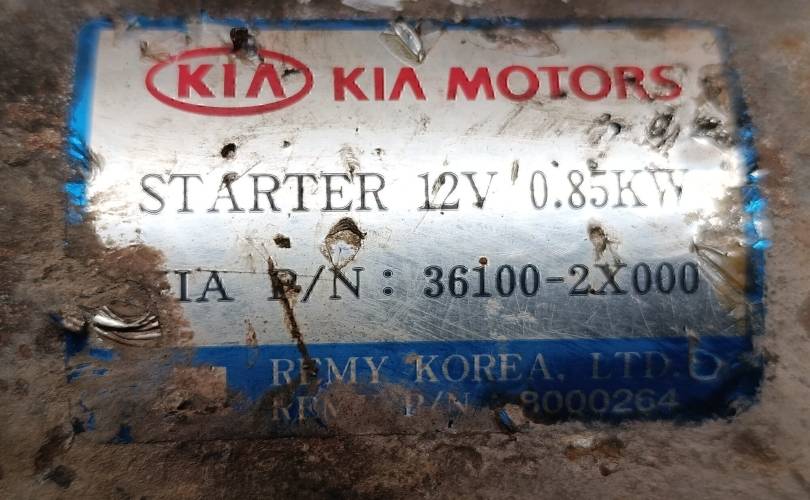 KIA KIA MOTORS
STARTER 12V 0.85KW
IA P/N : 36100-2X000
REMY KOREA, LTD.
P/N : 8000264